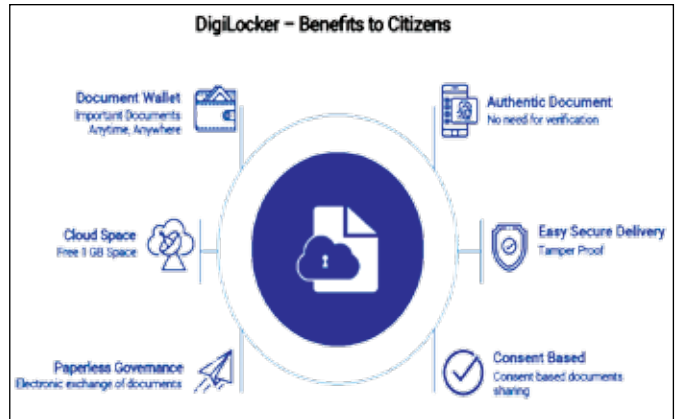 DigiLocker – Benefits to Citizens
Document Wallet
Important Documents
Anytime, Anywhere
Cloud Space
Free 1 GB Space
Paperless Governance
Electronic exchange of documents
Authentic Document
No need for verification
Easy Secure Delivery
Tamper Proof
Consent Based
Consent based documents
sharing